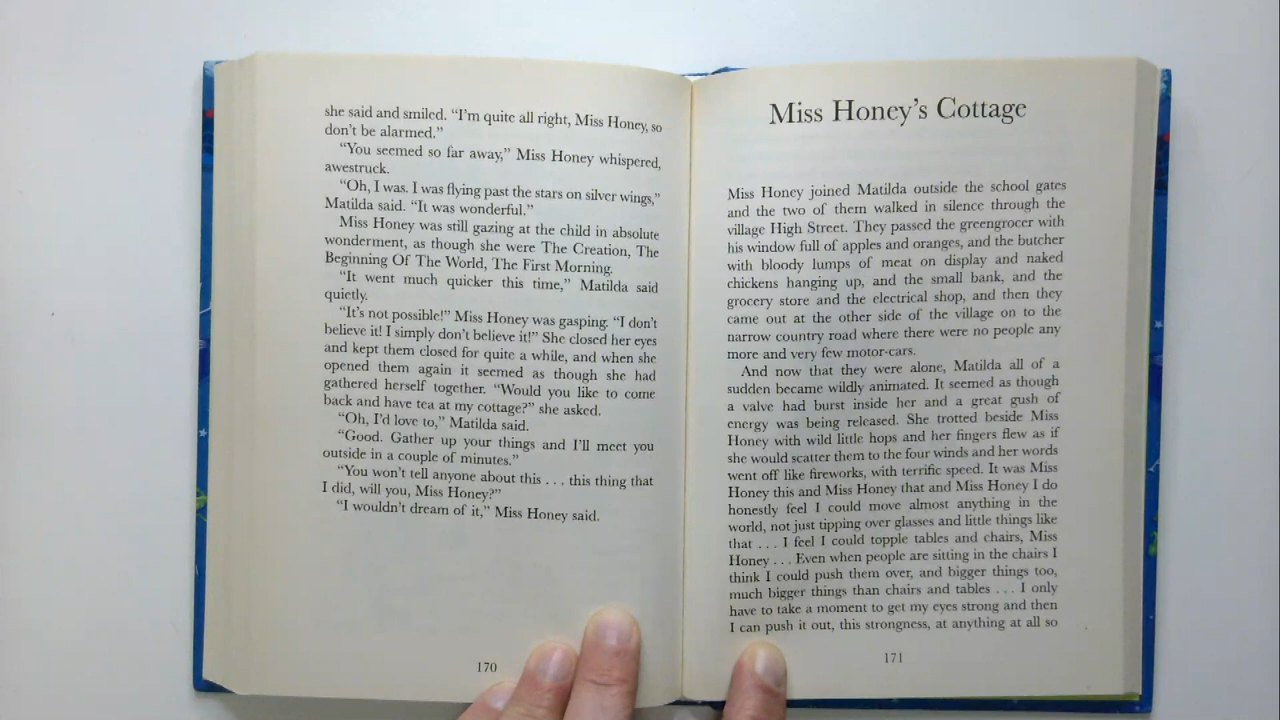 she said and smiled. “I’m quite all right, Miss Honey, so
don’t be alarmed.”
“You seemed so far away,” Miss Honey whispered,
awestruck.
“Oh, I was. I was flying past the stars on silver wings,”
Matilda said. “It was wonderful.”
Miss Honey was still gazing at the child in absolute
wonderment, as though she were The Creation, The
Beginning Of The World, The First Morning.
“It went much quicker this time,” Matilda said
quietly.
“It’s not possible!” Miss Honey was gasping. “I don’t
believe it! I simply don’t believe it!” She closed her eyes
and kept them closed for quite a while, and when she
opened them again it seemed as though she had
gathered herself together. “Would you like to come
back and have tea at my cottage?” she asked.
“Oh, I’d love to,” Matilda said.
“Good. Gather up your things and I’ll meet you
outside in a couple of minutes.”
“You won’t tell anyone about this . . . this thing that
I did, will you, Miss Honey?”
“I wouldn’t dream of it,” Miss Honey said.
170
Miss Honey’s Cottage
Miss Honey joined Matilda outside the school gates
and the two of them walked in silence through the
village High Street. They passed the greengrocer with
his window full of apples and oranges, and the butcher
with bloody lumps of meat on display and naked
chickens hanging up, and the small bank, and the
grocery store and the electrical shop, and then they
came out at the other side of the village on to the
narrow country road where there were no people any
more and very few motor-cars.
And now that they were alone, Matilda all of a
sudden became wildly animated. It seemed as though
a valve had burst inside her and a great gush of
energy was being released. She trotted beside Miss
Honey with wild little hops and her fingers flew as if
she would scatter them to the four winds and her words
went off like fireworks, with terrific speed. It was Miss
Honey this and Miss Honey that and Miss Honey I do
honestly feel I could move almost anything in the
world, not just tipping over glasses and little things like
that . . . I feel I could topple tables and chairs, Miss
Honey . . . Even when people are sitting in the chairs I
think I could push them over, and bigger things too,
much bigger things than chairs and tables . . . I only
have to take a moment to get my eyes strong and then
I can push it out, this strongness, at anything at all so
171